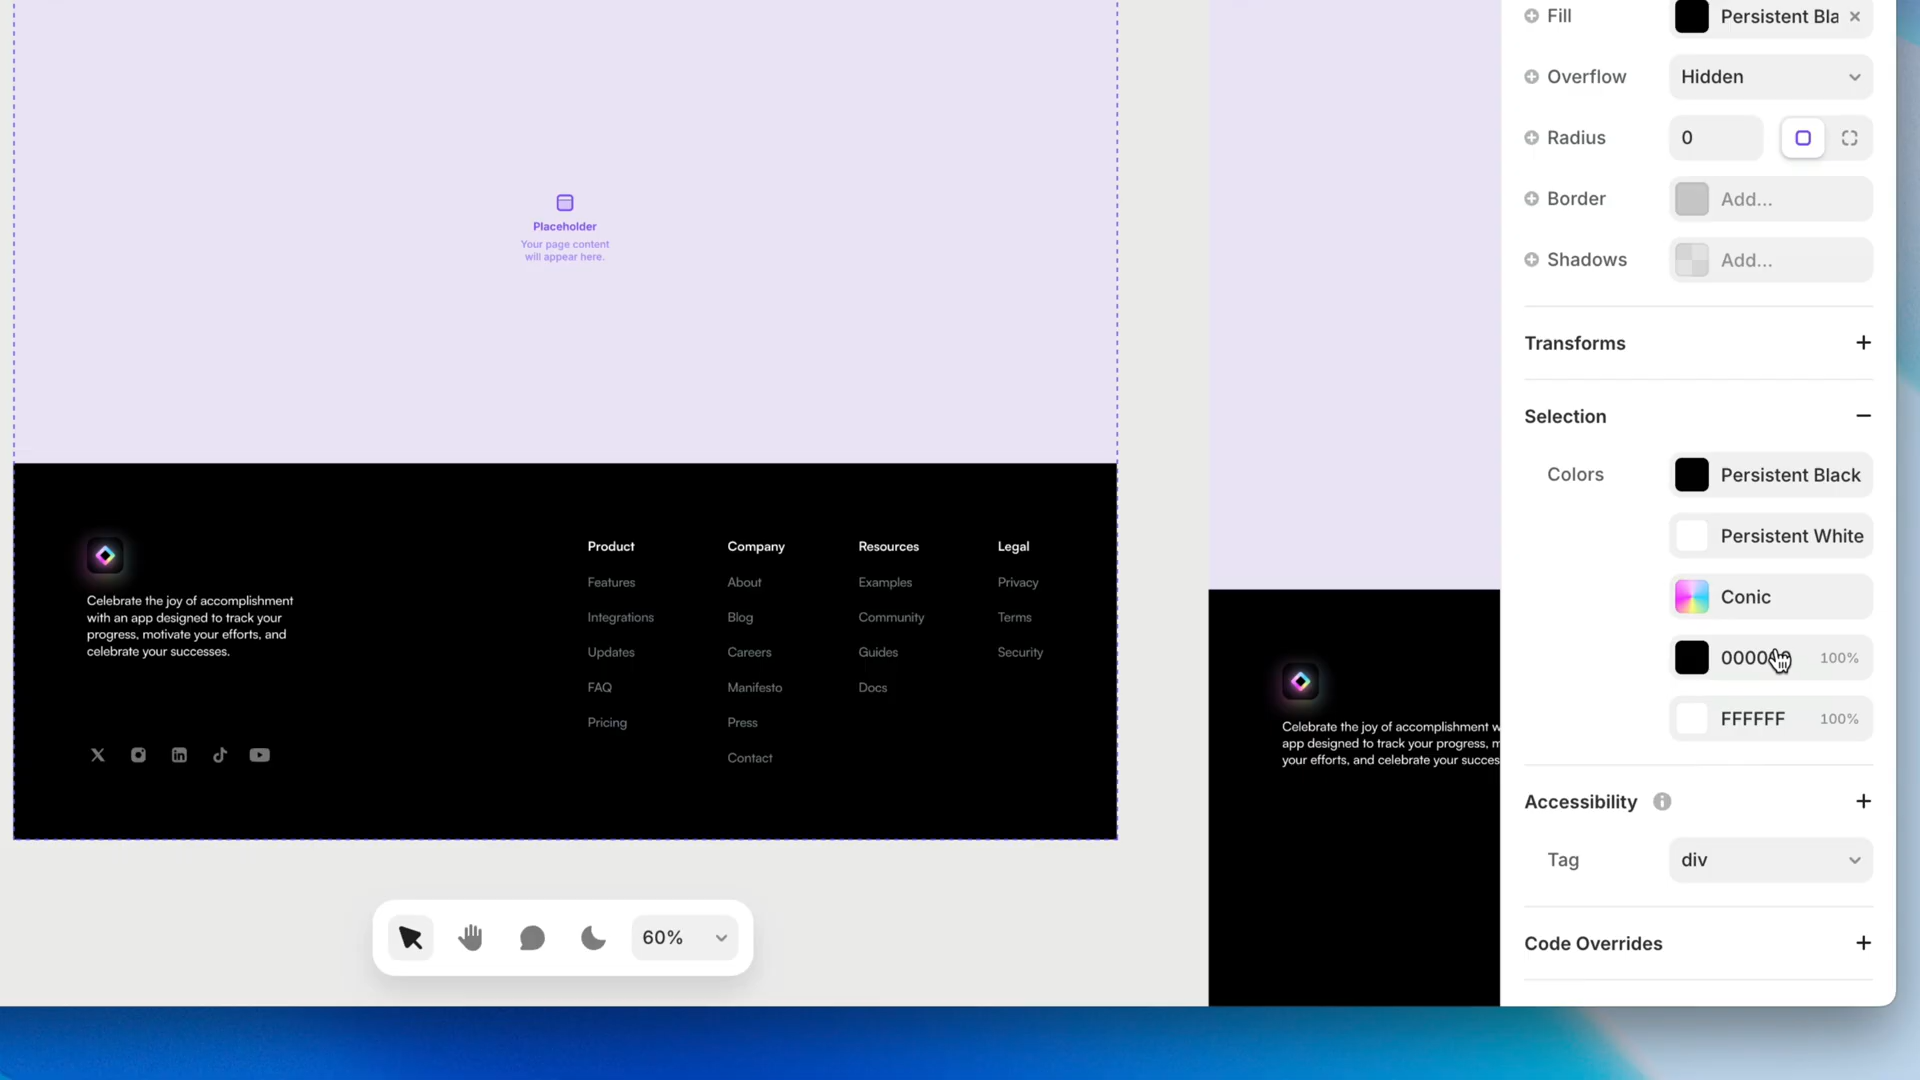 Fill
Persistent Bla
Overflow
Hidden
Radius
0
Border
Add...
Shadows
Add...
Transforms
Selection
Colors
Persistent Black
Persistent White
Conic
100%
FFFFFF
100%
Accessibility
Tag
div
Code Overrides
Placeholder
Your page content
will appear here.
Celebrate the joy of accomplishment
with an app designed to track your
progress, motivate your efforts, and
celebrate your successes.
Product
Features
Integrations
Updates
FAQ
Pricing
Company
About
Blog
Careers
Manifesto
Press
Contact
Resources
Examples
Community
Guides
Docs
Legal
Privacy
Terms
Security
Celebrate the joy of accomplishment w
app designed to track your progress, m
your efforts, and celebrate your succes
60%